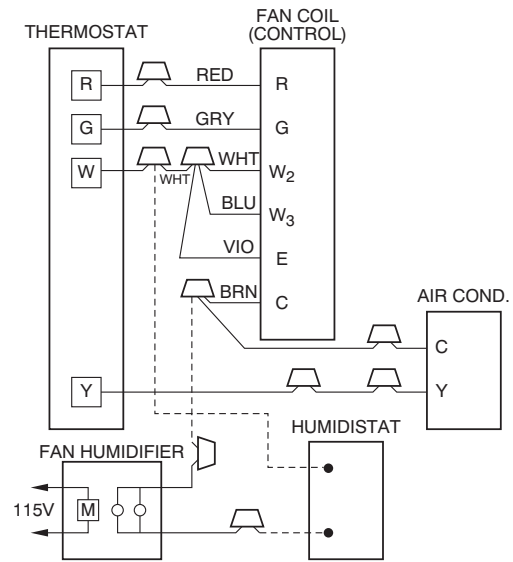 FAN COIL
(CONTROL)
THERMOSTAT
R RED R
G GRY G
W WHT WHT W2
BLU W3
VIO E
BRN C
AIR COND.
C
Y Y
HUMIDISTAT
FAN HUMIDIFIER
115V M